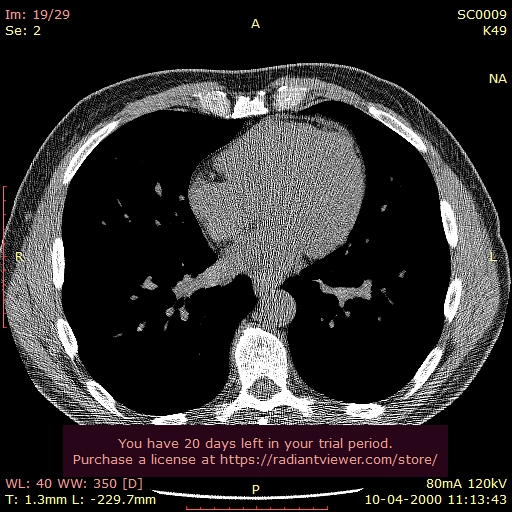 Im: 19/29
Se: 2
A
SC0009
K49
NA
R
L
You have 20 days left in your trial period.
Purchase a license at https://radiantviewer.com/store/
WL: 40 WW: 350 [D]
T: 1.3mm L: -229.7mm
P
80mA 120kV
10-04-2000 11:13:43